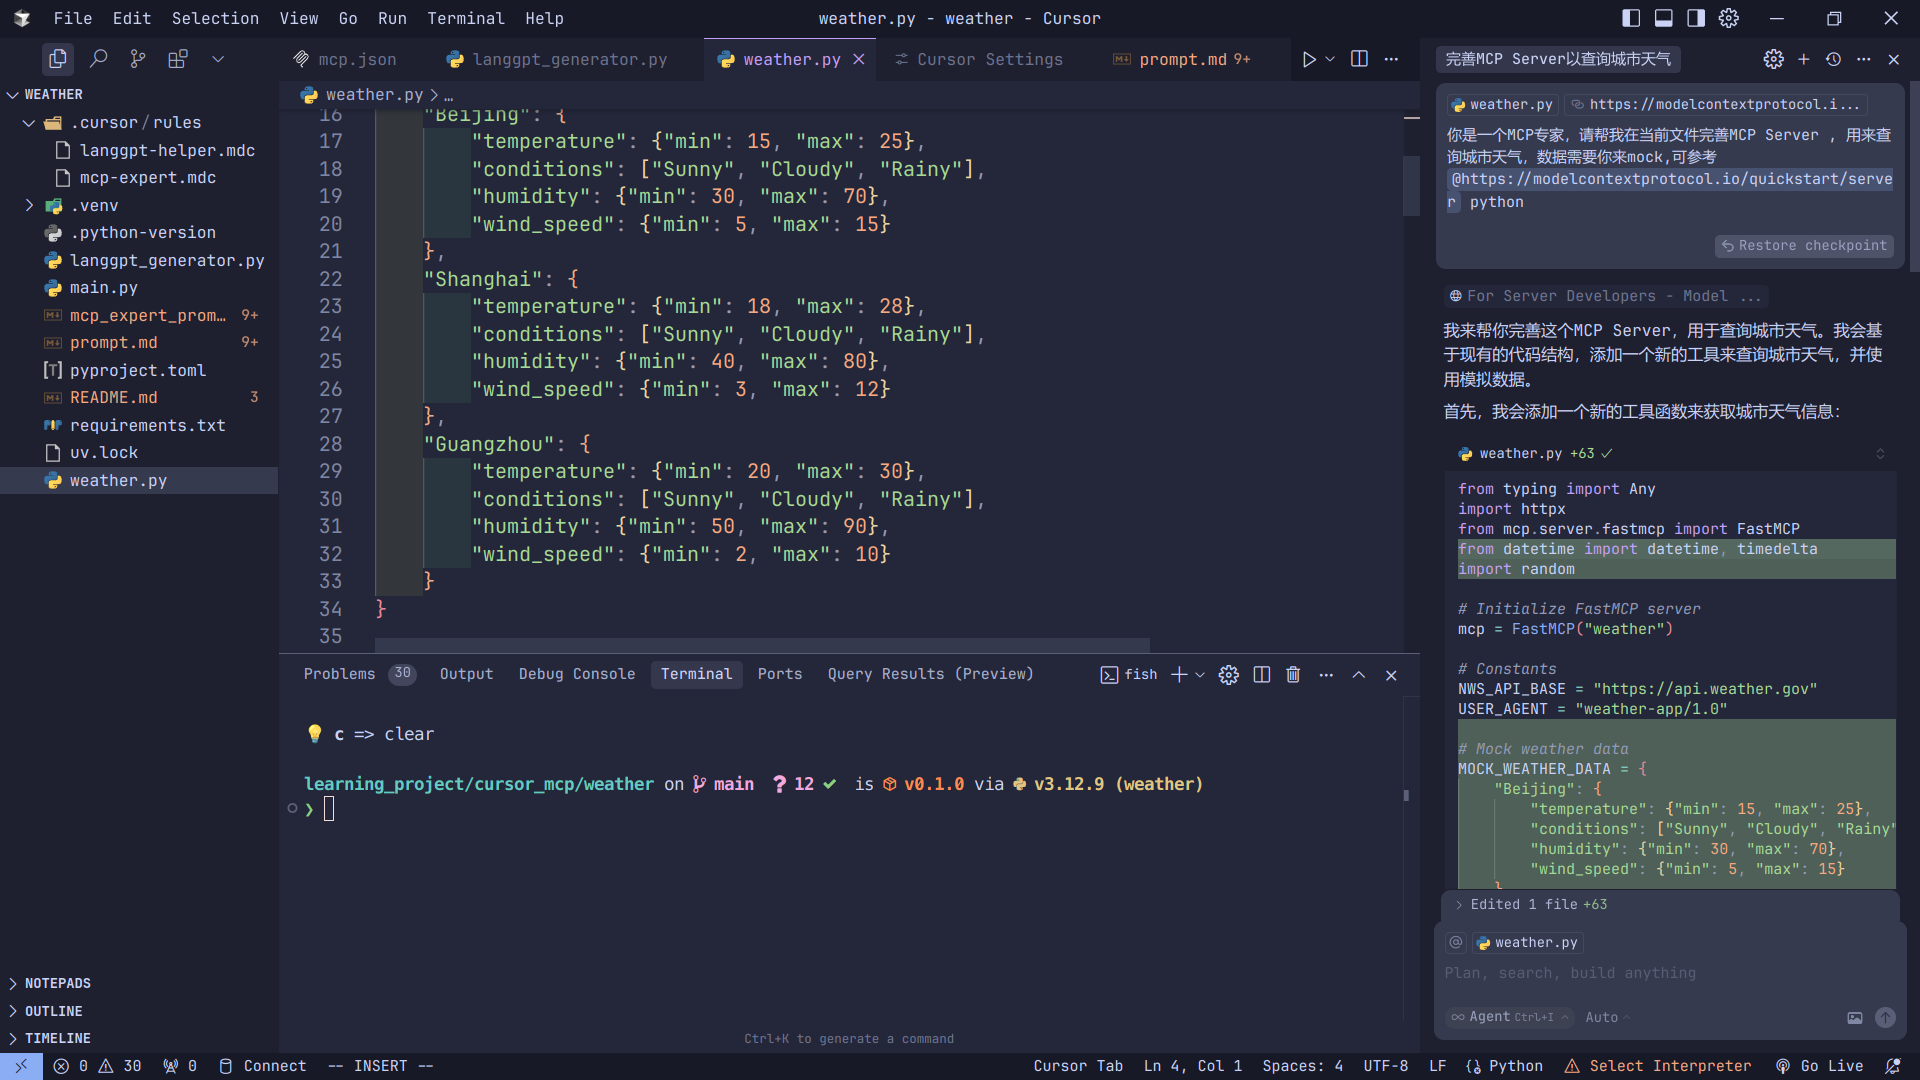 File Edit Selection View Go Run Terminal Help
weather.py - weather - Cursor
mcp.json
langgpt_generator.py
weather.py
Cursor Settings
prompt.md 9+
WEATHER
.cursor/rules
langgpt-helper.mdc
mcp-expert.mdc
.venv
.python-version
langgpt_generator.py
main.py
mcp_expert_prom... 9+
prompt.md 9+
pyproject.toml
README.md 3
requirements.txt
uv.lock
weather.py
NOTEPADS
OUTLINE
TIMELINE
weather.py > …
16 "Beijing": {
17 "temperature": {"min": 15, "max": 25},
18 "conditions": ["Sunny", "Cloudy", "Rainy"],
19 "humidity": {"min": 30, "max": 70},
20 "wind_speed": {"min": 5, "max": 15}
21 },
22 "Shanghai": {
23 "temperature": {"min": 18, "max": 28},
24 "conditions": ["Sunny", "Cloudy", "Rainy"],
25 "humidity": {"min": 40, "max": 80},
26 "wind_speed": {"min": 3, "max": 12}
27 },
28 "Guangzhou": {
29 "temperature": {"min": 20, "max": 30},
30 "conditions": ["Sunny", "Cloudy", "Rainy"],
31 "humidity": {"min": 50, "max": 90},
32 "wind_speed": {"min": 2, "max": 10}
33 }
34 }
35
Problems 30 Output Debug Console Terminal Ports Query Results (Preview)
fish
c => clear
learning_project/cursor_mcp/weather on main ?12 ✓ is v0.1.0 via v3.12.9 (weather)
❯
Ctrl+K to generate a command
完善MCP Server以查询城市天气
weather.py https://modelcontextprotocol.i...
你是一个MCP专家，请帮我在当前文件完善MCP Server ，用来查
询城市天气，数据需要你来mock,可参考
@https://modelcontextprotocol.io/quickstart/serve
r python
Restore checkpoint
For Server Developers - Model ...
我来帮你完善这个MCP Server，用于查询城市天气。我会基
于现有的代码结构，添加一个新的工具来查询城市天气，并使
用模拟数据。
首先，我会添加一个新的工具函数来获取城市天气信息：
weather.py +63 ✓
from typing import Any
import httpx
from mcp.server.fastmcp import FastMCP
from datetime import datetime, timedelta
import random
# Initialize FastMCP server
mcp = FastMCP("weather")
# Constants
NWS_API_BASE = "https://api.weather.gov"
USER_AGENT = "weather-app/1.0"
# Mock weather data
MOCK_WEATHER_DATA = {
"Beijing": {
"temperature": {"min": 15, "max": 25},
"conditions": ["Sunny", "Cloudy", "Rainy"
"humidity": {"min": 30, "max": 70},
"wind_speed": {"min": 5, "max": 15}
}
Edited 1 file +63
@ weather.py
Plan, search, build anything
Agent Ctrl+I Auto
0 30 0 Connect -- INSERT --
Cursor Tab Ln 4, Col 1 Spaces: 4 UTF-8 LF Python Select Interpreter Go Live